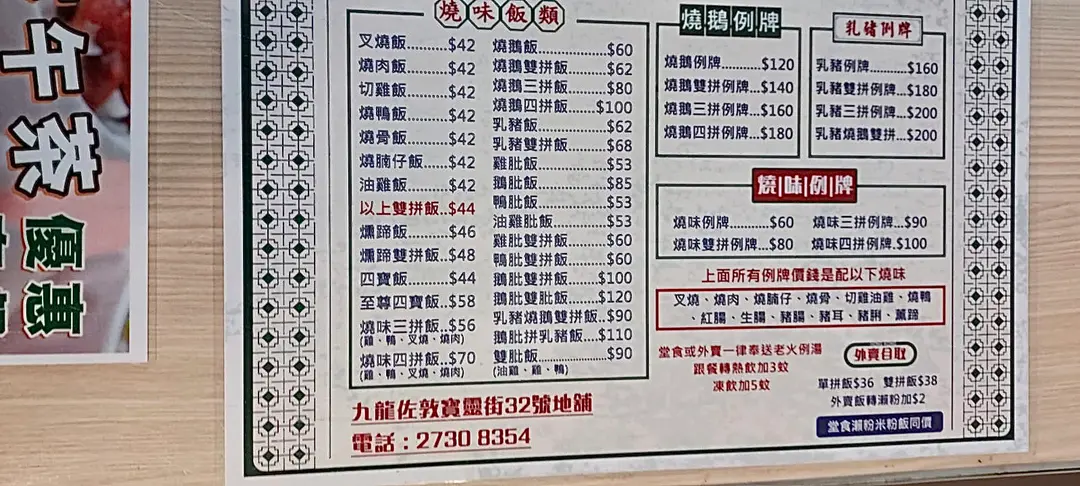 燒味飯類
叉燒飯..........$42
燒肉飯..........$42
切雞飯..........$42
燒鴨飯..........$42
燒骨飯..........$42
燒腩仔飯......$42
油雞飯..........$42
以上雙拼飯..$44
燻蹄飯..........$46
燻蹄雙拼飯..$48
四寶飯..........$44
至尊四寶飯..$58
燒味三拼飯..$56
(雞、鴨、叉燒、燒肉)
燒味四拼飯..$70
(雞、鴨、叉燒、燒肉)
燒鵝飯..............$60
燒鵝雙拼飯........$62
燒鵝三拼飯........$80
燒鵝四拼飯......$100
乳豬飯..............$62
乳豬雙拼飯........$68
雞髀飯..............$53
鵝髀飯..............$85
鴨髀飯..............$53
油雞髀飯..........$53
雞髀雙拼飯........$60
鴨髀雙拼飯........$60
鵝髀雙拼飯......$100
鵝髀雙髀飯......$120
乳豬燒鵝雙拼飯..$90
鵝髀拼乳豬飯...$110
雙髀飯..............$90
(油雞、雞、鴨)
燒鵝例牌
燒鵝例牌...........$120
燒鵝雙拼例牌...$140
燒鵝三拼例牌...$160
燒鵝四拼例牌...$180
乳豬例牌
乳豬例牌...........$160
乳豬雙拼例牌...$180
乳豬三拼例牌...$200
乳豬燒鵝雙拼...$200
燒|味|例|牌
燒味例牌...........$60
燒味三拼例牌...$90
燒味雙拼例牌...$80
燒味四拼例牌.$100
上面所有例牌價錢是配以下燒味
叉燒、燒肉、燒腩仔、燒骨、切雞油雞、燒鴨
、紅腸、生腸、豬腸、豬耳、豬脷、薰蹄
堂食或外賣一律奉送老火例湯
跟餐轉熱飲加3蚊
凍飲加5蚊
外賣自取
單拼飯$36 雙拼飯$38
外賣飯轉瀨粉加$2
堂食瀨粉米粉飯同價
九龍佐敦寶靈街32號地舖
電話：2730 8354
午茶
優惠